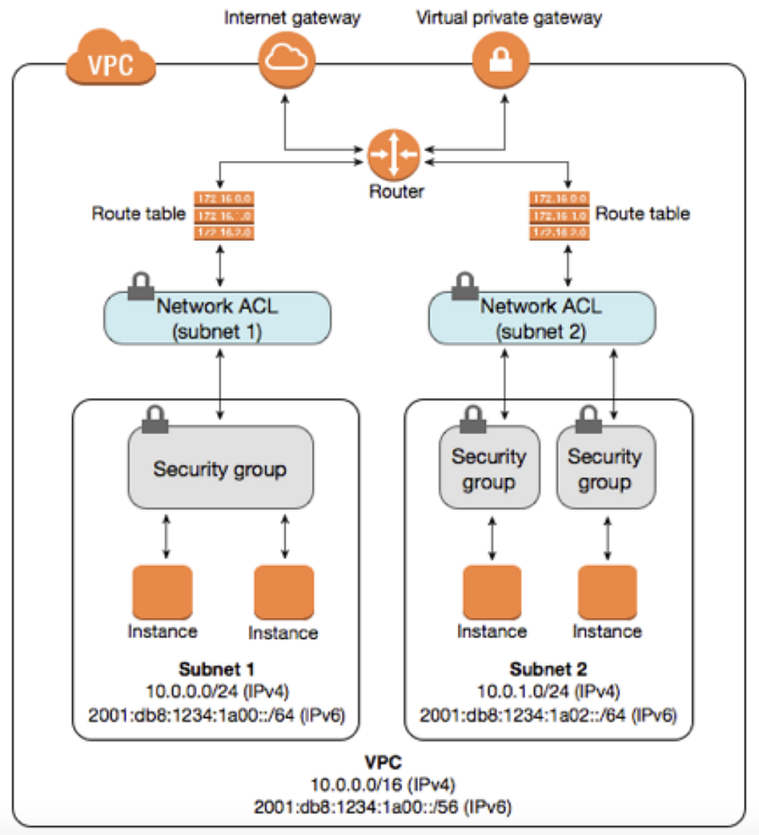 Internet gateway
Virtual private gateway
VPC
Router
Route table
172.16.0.0
172.16.1.0
172.16.2.0
172.16.0.0
172.16.1.0
172.16.2.0
Route table
Network ACL
(subnet 1)
Network ACL
(subnet 2)
Security group
Security
group
Security
group
Instance
Instance
Instance
Instance
Subnet 1
10.0.0.0/24 (IPv4)
2001:db8:1234:1a00::/64 (IPv6)
Subnet 2
10.0.1.0/24 (IPv4)
2001:db8:1234:1a02::/64 (IPv6)
VPC
10.0.0.0/16 (IPv4)
2001:db8:1234:1a00::/56 (IPv6)